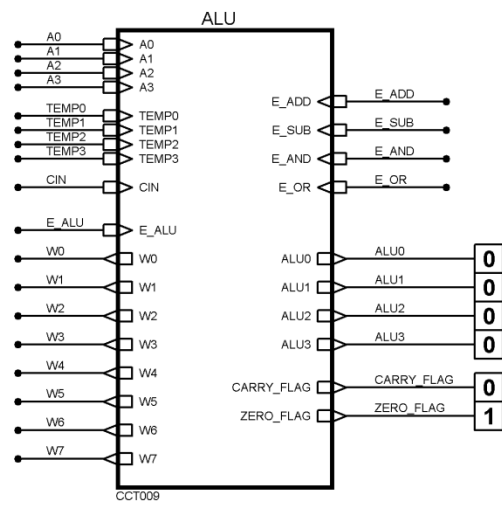 ALU
A0 A0
A1 A1
A2 A2
A3 A3
E_ADD E_ADD
TEMP0 TEMP0
TEMP1 TEMP1
E_SUB E_SUB
TEMP2 TEMP2
TEMP3 TEMP3
E_AND E_AND
CIN CIN
E_OR E_OR
E_ALU E_ALU
W0 W0
ALU0 ALU0 0
W1 W1
ALU1 ALU1 0
W2 W2
ALU2 ALU2 0
W3 W3
ALU3 ALU3 0
W4 W4
CARRY_FLAG CARRY_FLAG 0
W5 W5
ZERO_FLAG ZERO_FLAG 1
W6 W6
W7 W7
CCT009